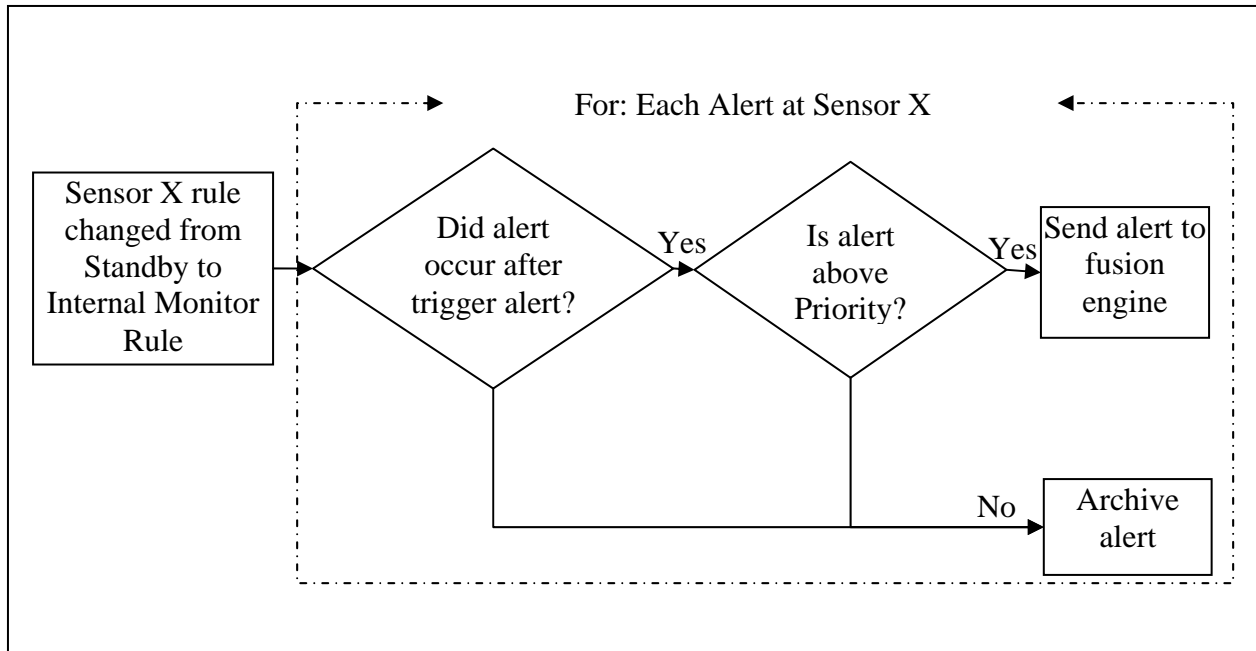 For: Each Alert at Sensor X
Sensor X rule
changed from
Standby to
Internal Monitor
Rule
Did alert
occur after
trigger alert?
Yes
Is alert
above
Priority?
Yes
Send alert to
fusion
engine
No
Archive
alert